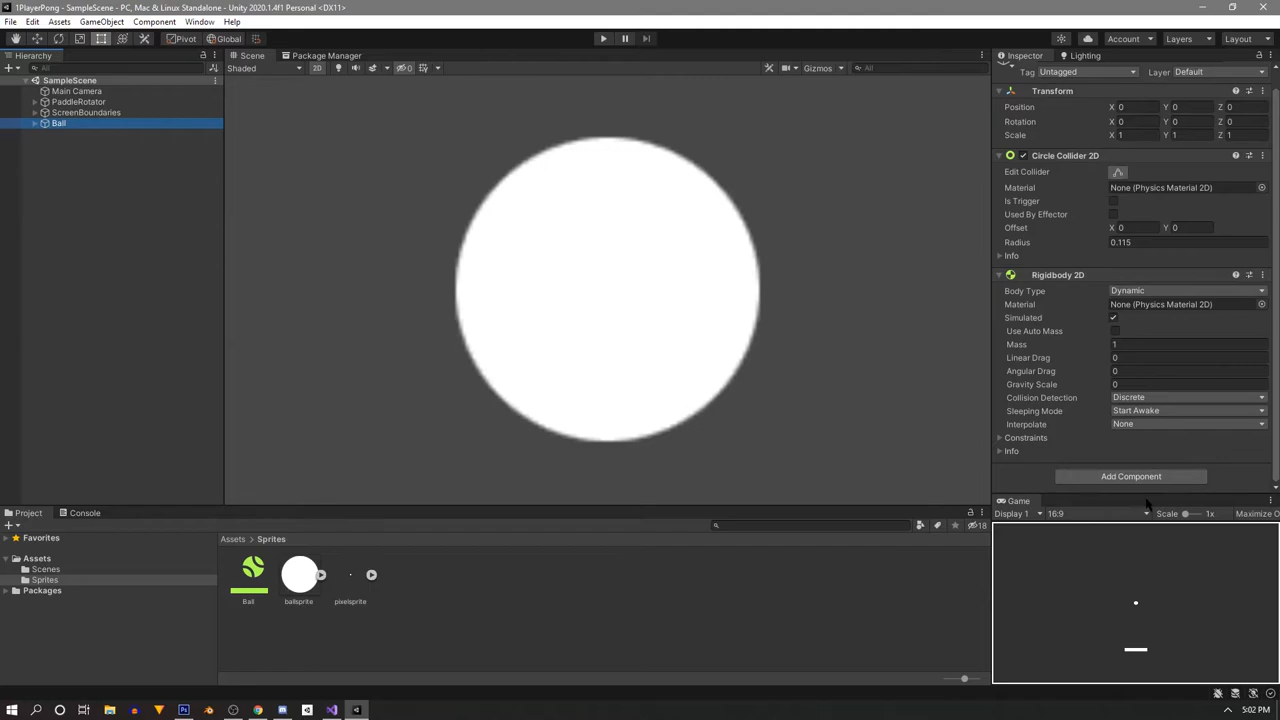 1PlayerPong - SampleScene - PC, Mac & Linux Standalone - Unity 2020.1.4f1 Personal <DX11>
File Edit Assets GameObject Component Window Help
Pivot Global Account Layers Layout
Hierarchy Scene Package Manager Inspector Lighting
All Shaded 2D 0 Gizmos All Tag Untagged Layer Default
SampleScene
Main Camera
PaddleRotator
ScreenBoundaries
Ball
Transform
Position X 0 Y 0 Z 0
Rotation X 0 Y 0 Z 0
Scale X 1 Y 1 Z 1
Circle Collider 2D
Edit Collider
Material None (Physics Material 2D)
Is Trigger
Used By Effector
Offset X 0 Y 0
Radius 0.115
Info
Rigidbody 2D
Body Type Dynamic
Material None (Physics Material 2D)
Simulated
Use Auto Mass
Mass 1
Linear Drag 0
Angular Drag 0
Gravity Scale 0
Collision Detection Discrete
Sleeping Mode Start Awake
Interpolate None
Constraints
Info
Add Component
Game
Display 1 16:9 Scale 1x Maximize O
Project Console
18
Favorites
Assets
Scenes
Sprites
Packages
Assets > Sprites
Ball ballsprite pixelsprite
5:02 PM